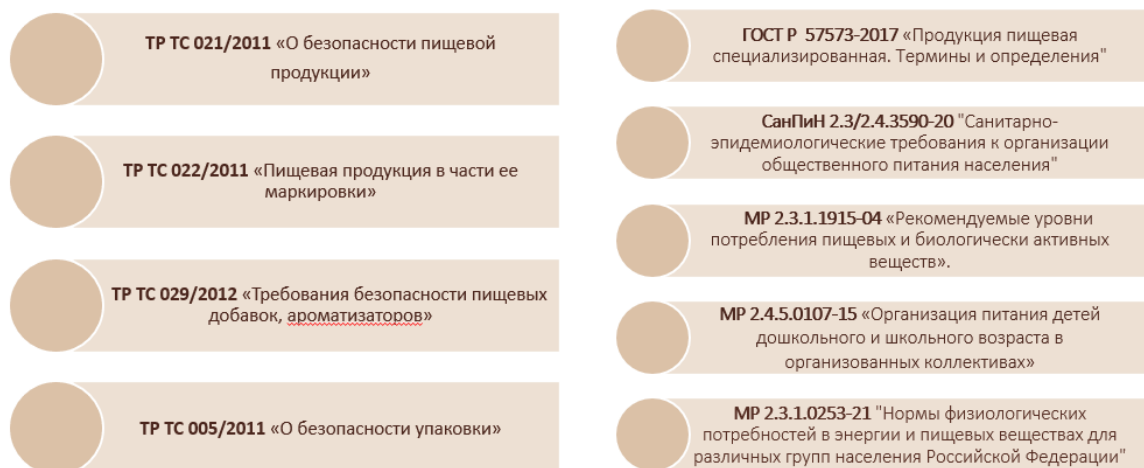 ТР ТС 021/2011 «О безопасности пищевой
продукции»
ТР ТС 022/2011 «Пищевая продукция в части ее
маркировки»
ТР ТС 029/2012 «Требования безопасности пищевых
добавок, ароматизаторов»
ТР ТС 005/2011 «О безопасности упаковки»
ГОСТ Р 57573-2017 «Продукция пищевая
специализированная. Термины и определения"
СанПиН 2.3/2.4.3590-20 "Санитарно-
эпидемиологические требования к организации
общественного питания населения"
МР 2.3.1.1915-04 «Рекомендуемые уровни
потребления пищевых и биологически активных
веществ».
МР 2.4.5.0107-15 «Организация питания детей
дошкольного и школьного возраста в
организованных коллективах»
МР 2.3.1.0253-21 "Нормы физиологических
потребностей в энергии и пищевых веществах для
различных групп населения Российской Федерации"